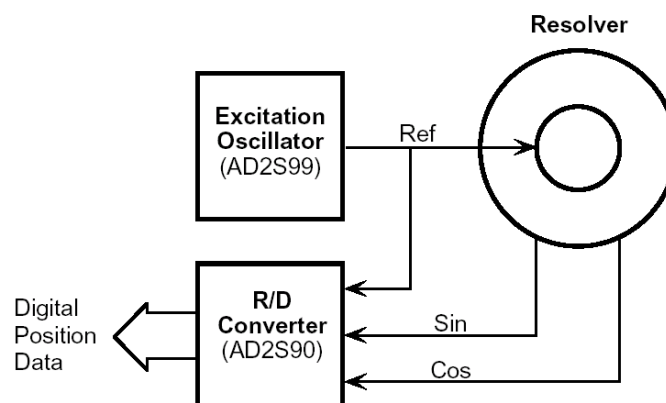 Resolver
Excitation
Oscillator
(AD2S99)
Ref
R/D
Converter
(AD2S90)
Sin
Cos
Digital
Position
Data